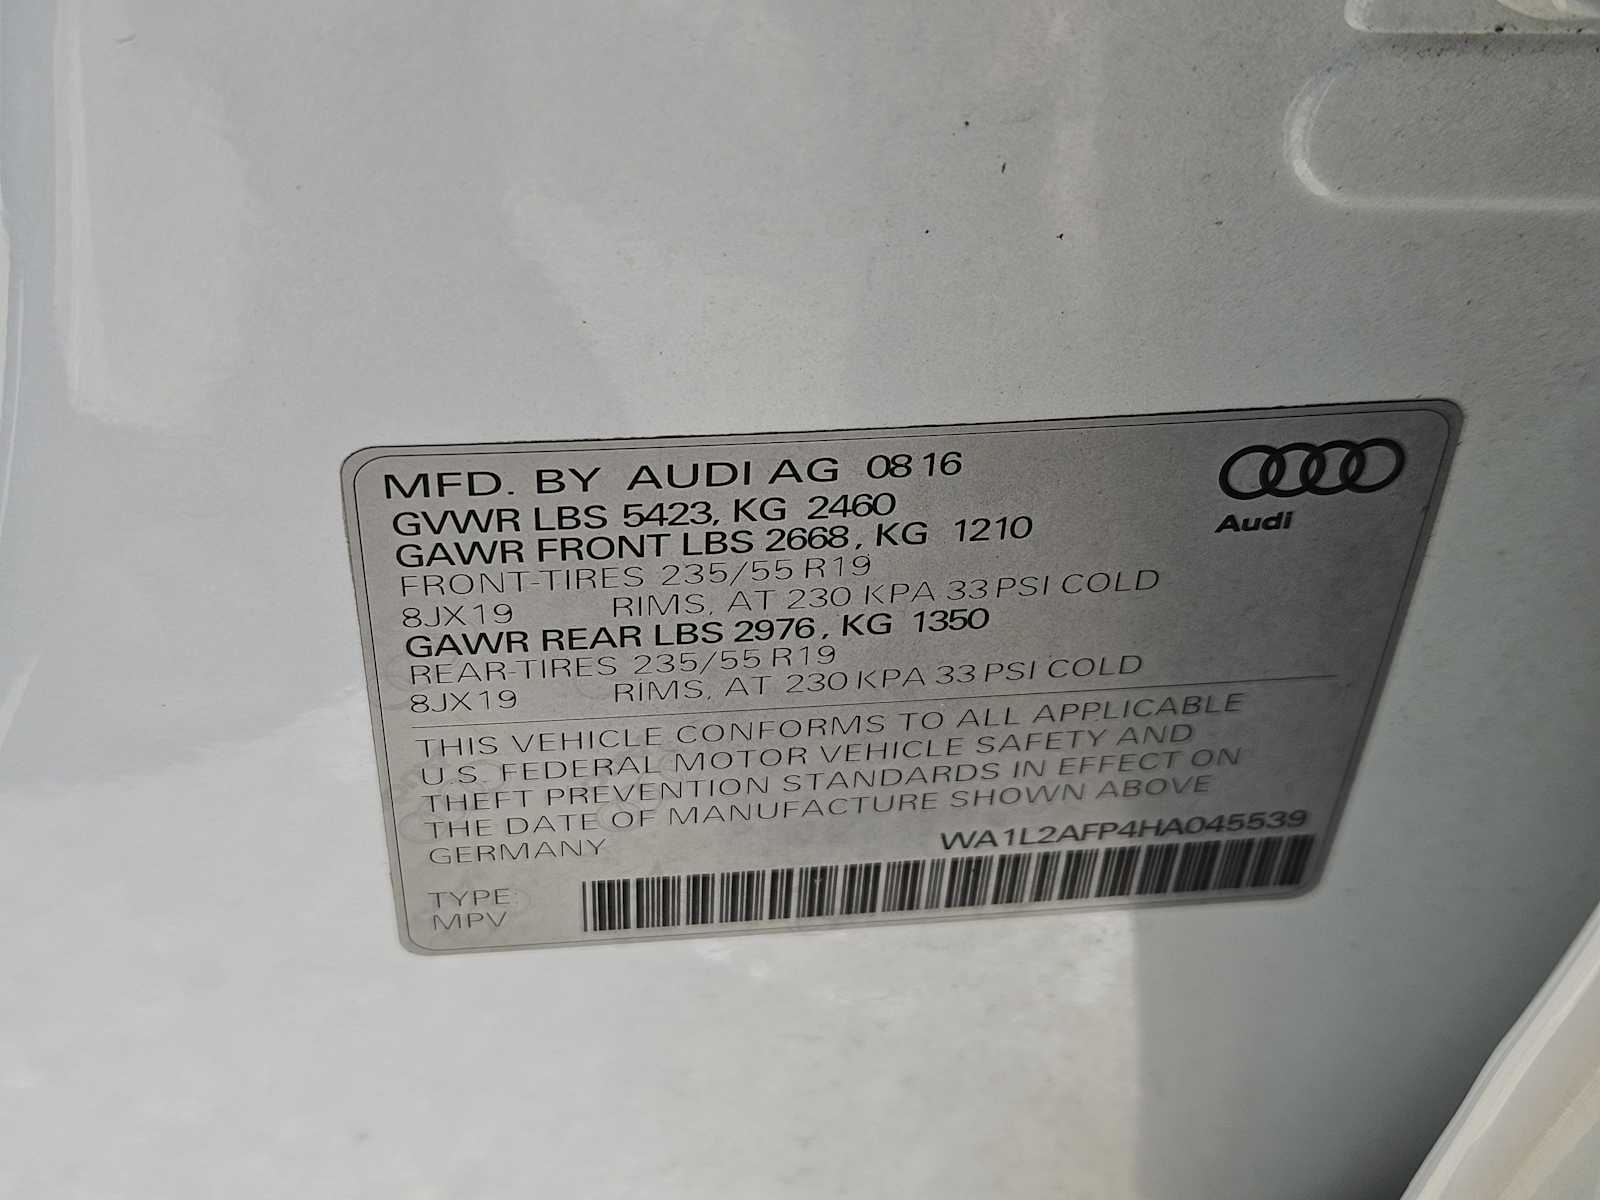 MFD. BY AUDI AG 08 16
GVWR LBS 5423, KG 2460
GAWR FRONT LBS 2668, KG 1210
FRONT-TIRES 235/55 R19
8JX19 RIMS, AT 230 KPA 33 PSI COLD
GAWR REAR LBS 2976, KG 1350
REAR-TIRES 235/55 R19
8JX19 RIMS, AT 230 KPA 33 PSI COLD
Audi
THIS VEHICLE CONFORMS TO ALL APPLICABLE
U.S. FEDERAL MOTOR VEHICLE SAFETY AND
THEFT PREVENTION STANDARDS IN EFFECT ON
THE DATE OF MANUFACTURE SHOWN ABOVE
GERMANY WA1L2AFP4HA045539
TYPE:
MPV